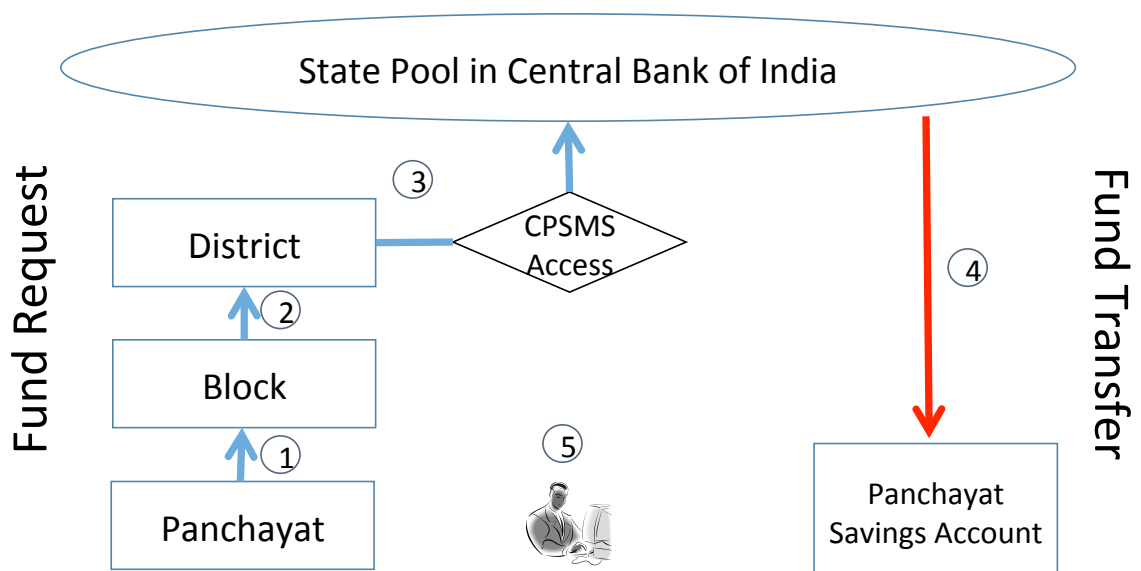 State Pool in Central Bank of India
Fund Request
3
District
CPSMS
Access
Fund Transfer
4
2
Block
1
5
Panchayat
Panchayat
Savings Account